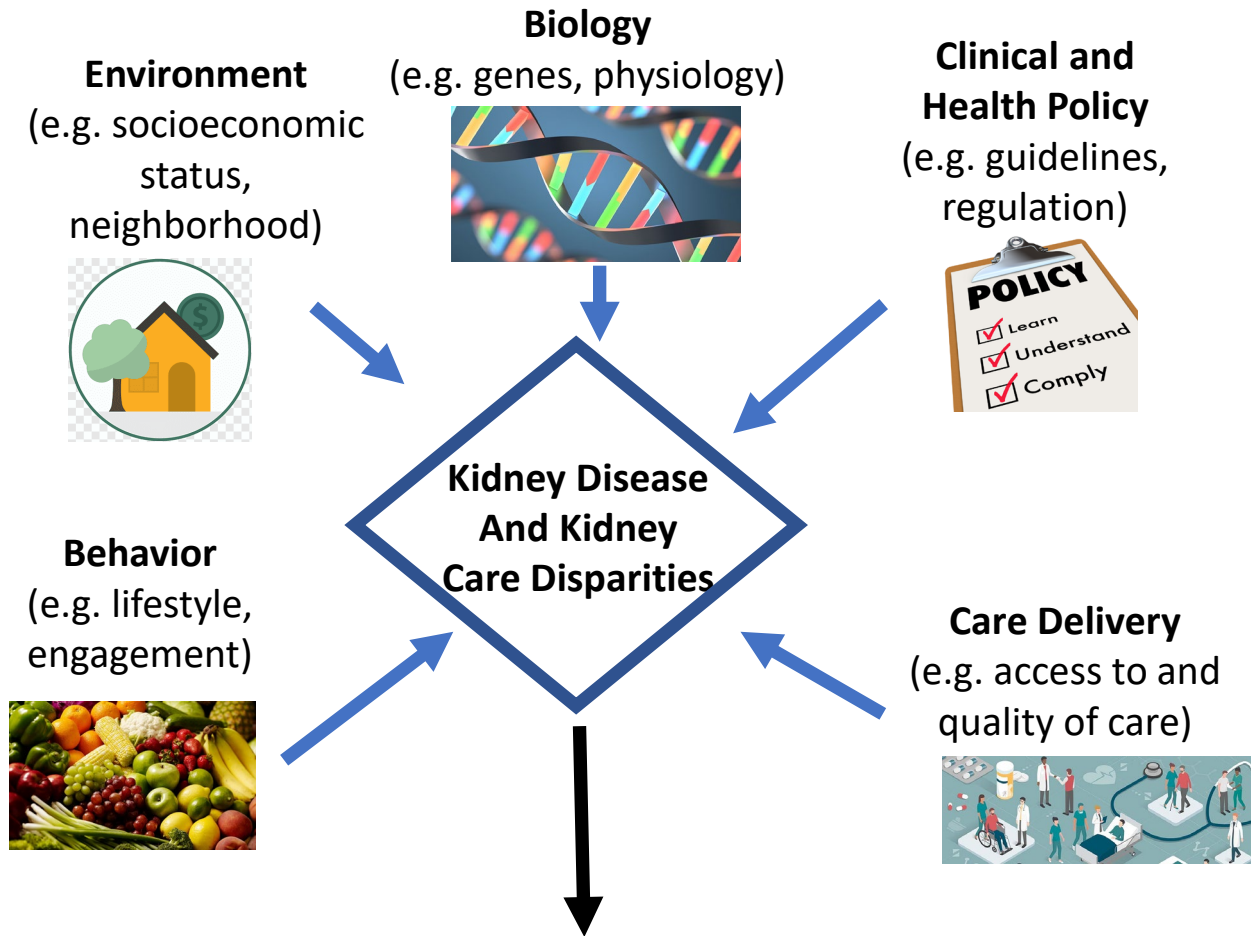 Biology
(e.g. genes, physiology)
Environment
(e.g. socioeconomic
status,
neighborhood)
Clinical and
Health Policy
(e.g. guidelines,
regulation)
$
POLICY
Learn
Understand
Comply
Kidney Disease
And Kidney
Care Disparities
Behavior
(e.g. lifestyle,
engagement)
Care Delivery
(e.g. access to and
quality of care)